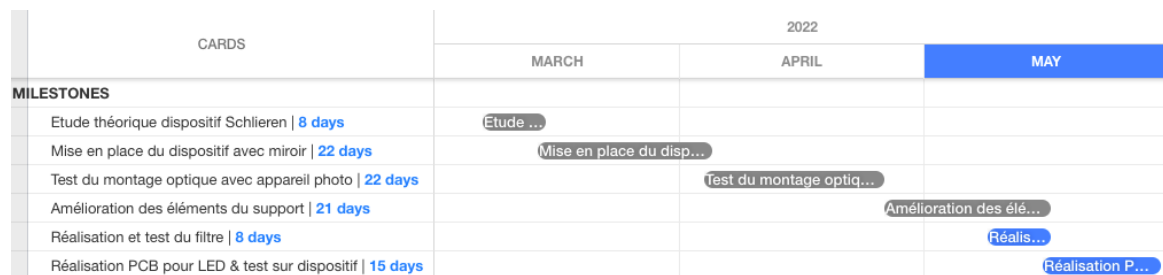 CARDS
2022
MARCH APRIL MAY
MILESTONES
Etude théorique dispositif Schlieren | 8 days Etude ...
Mise en place du dispositif avec miroir | 22 days Mise en place du disp...
Test du montage optique avec appareil photo | 22 days Test du montage optiq...
Amélioration des éléments du support | 21 days Amélioration des élé...
Réalisation et test du filtre | 8 days Réalis...
Réalisation PCB pour LED & test sur dispositif | 15 days Réalisation P...